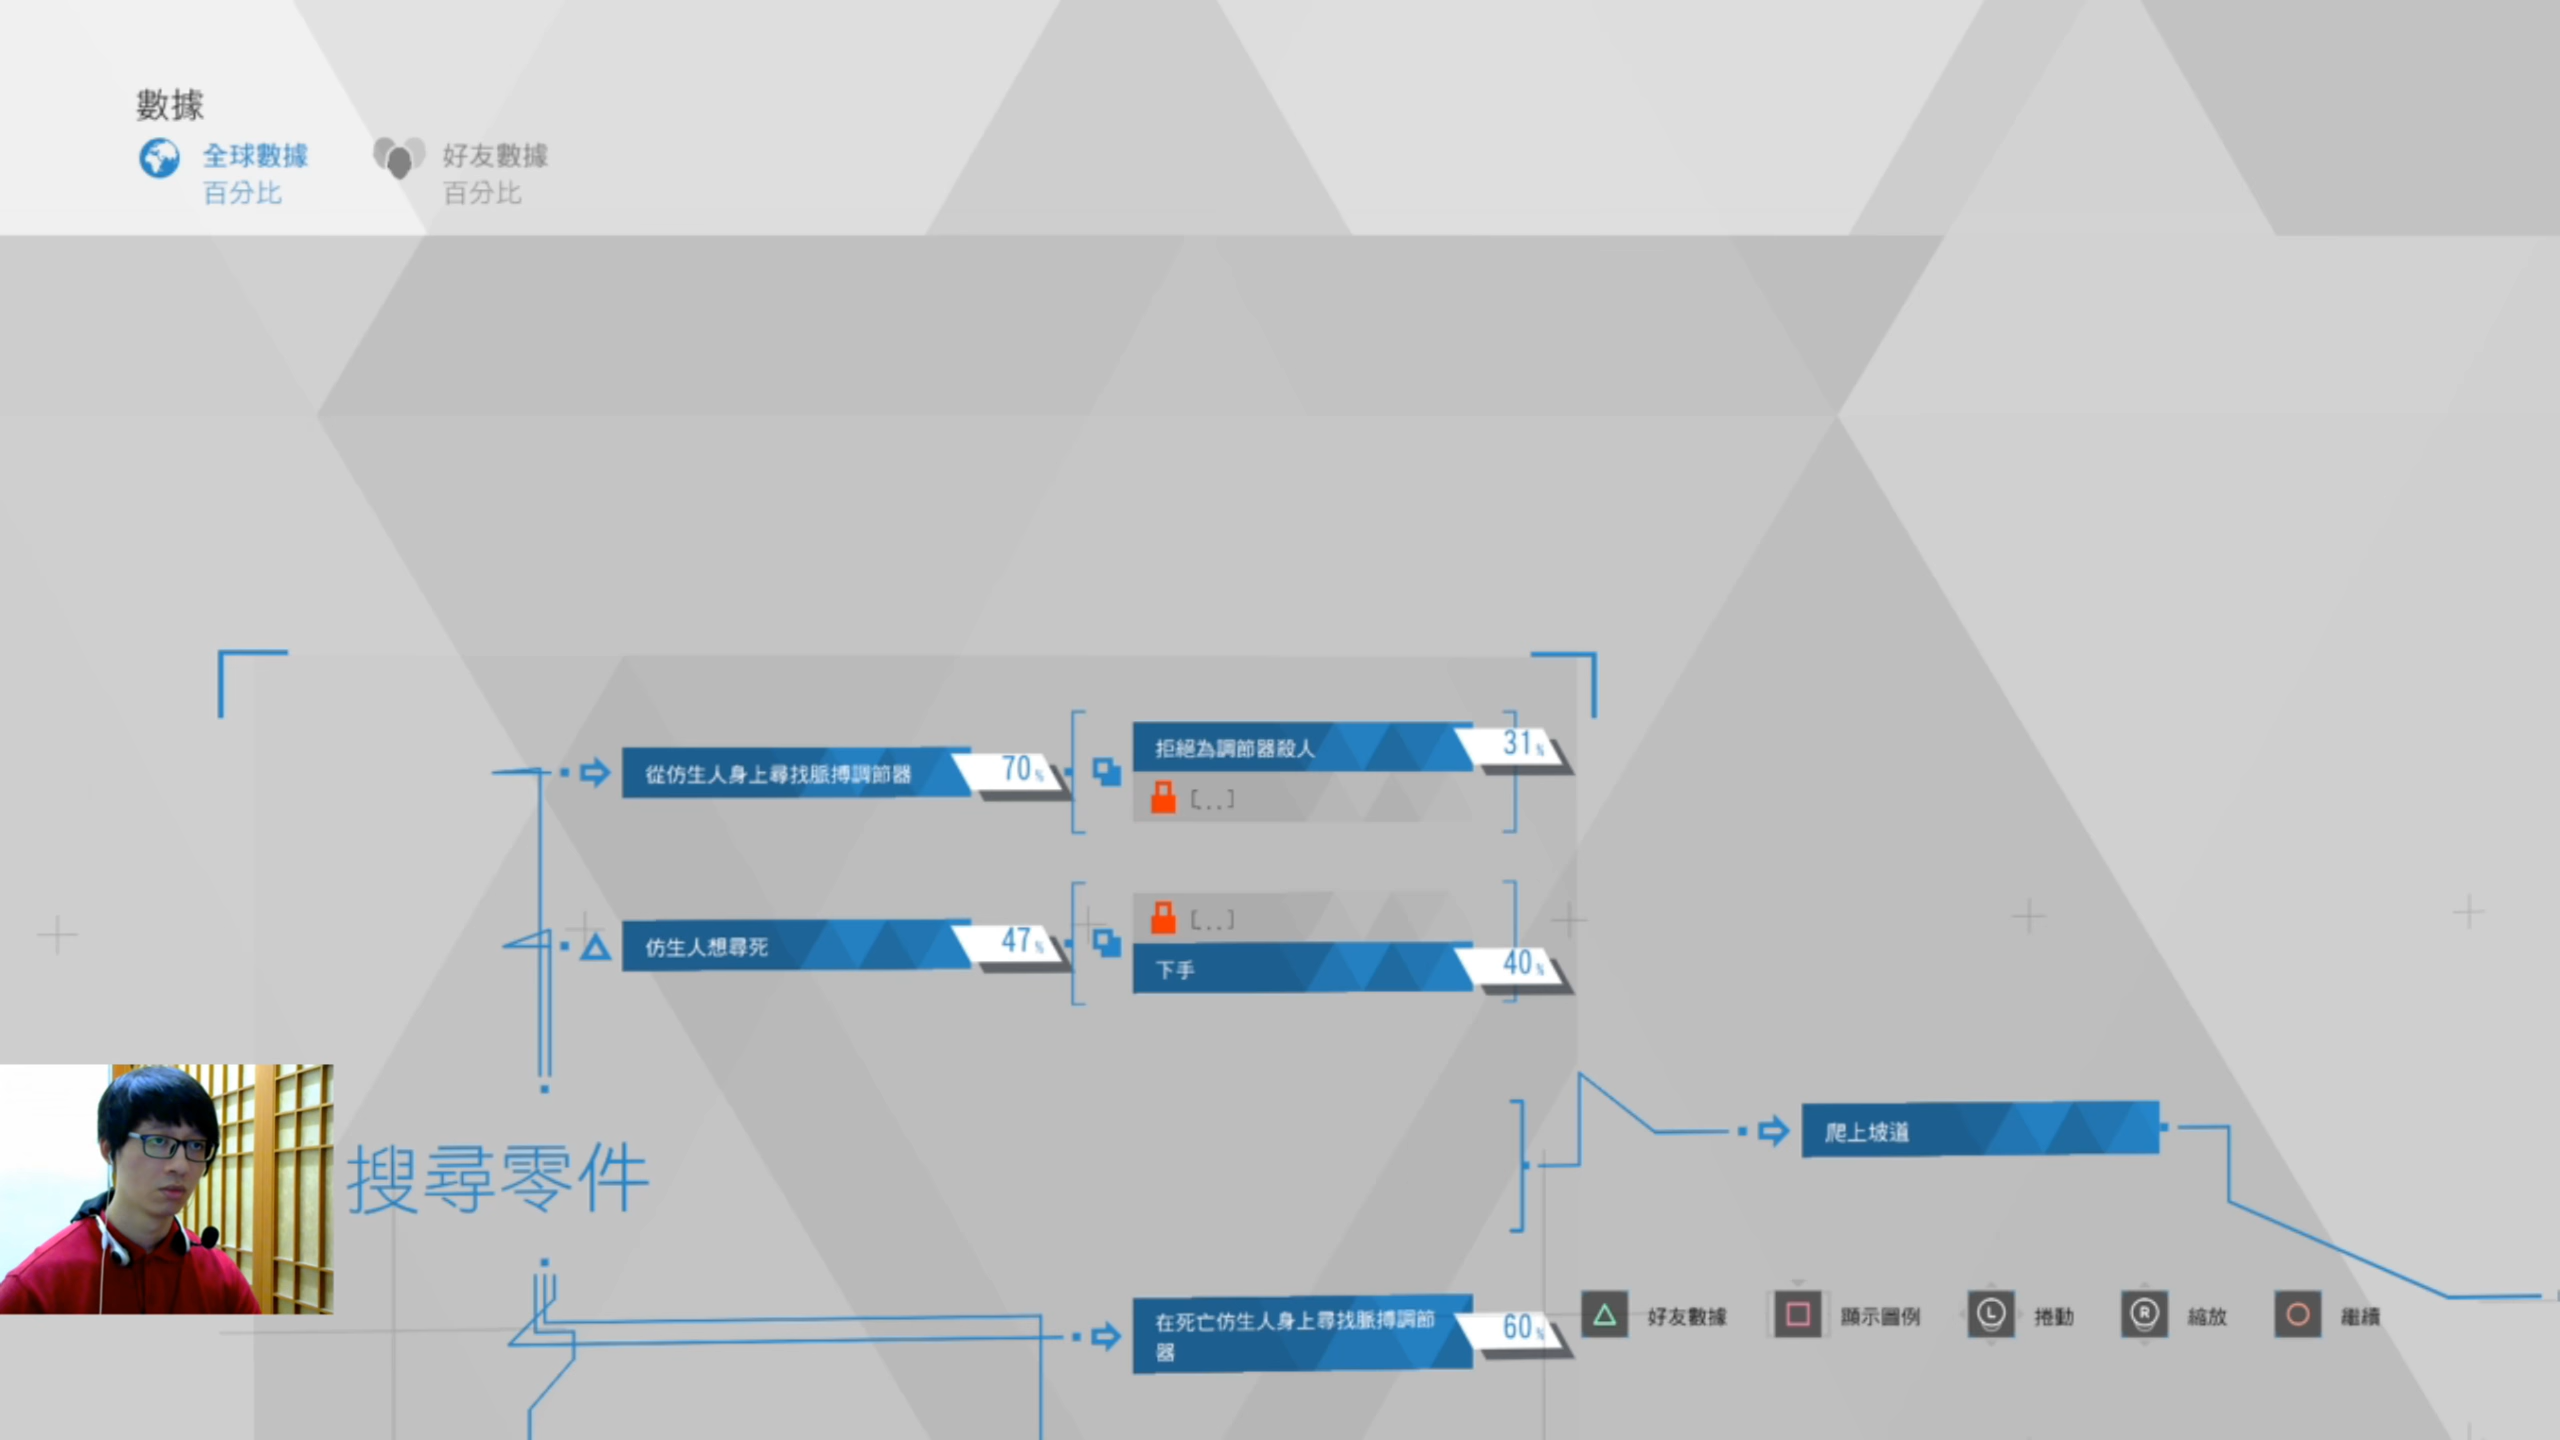 數據
全球數據
百分比
好友數據
百分比
從仿生人身上尋找脈搏調節器
70%
拒絕為調節器殺人
31%
[...]
仿生人想尋死
47%
[...]
下手
40%
搜尋零件
爬上坡道
在死亡仿生人身上尋找脈搏調節
器
60%
好友數據
顯示圖例
L
捲動
R
縮放
繼續